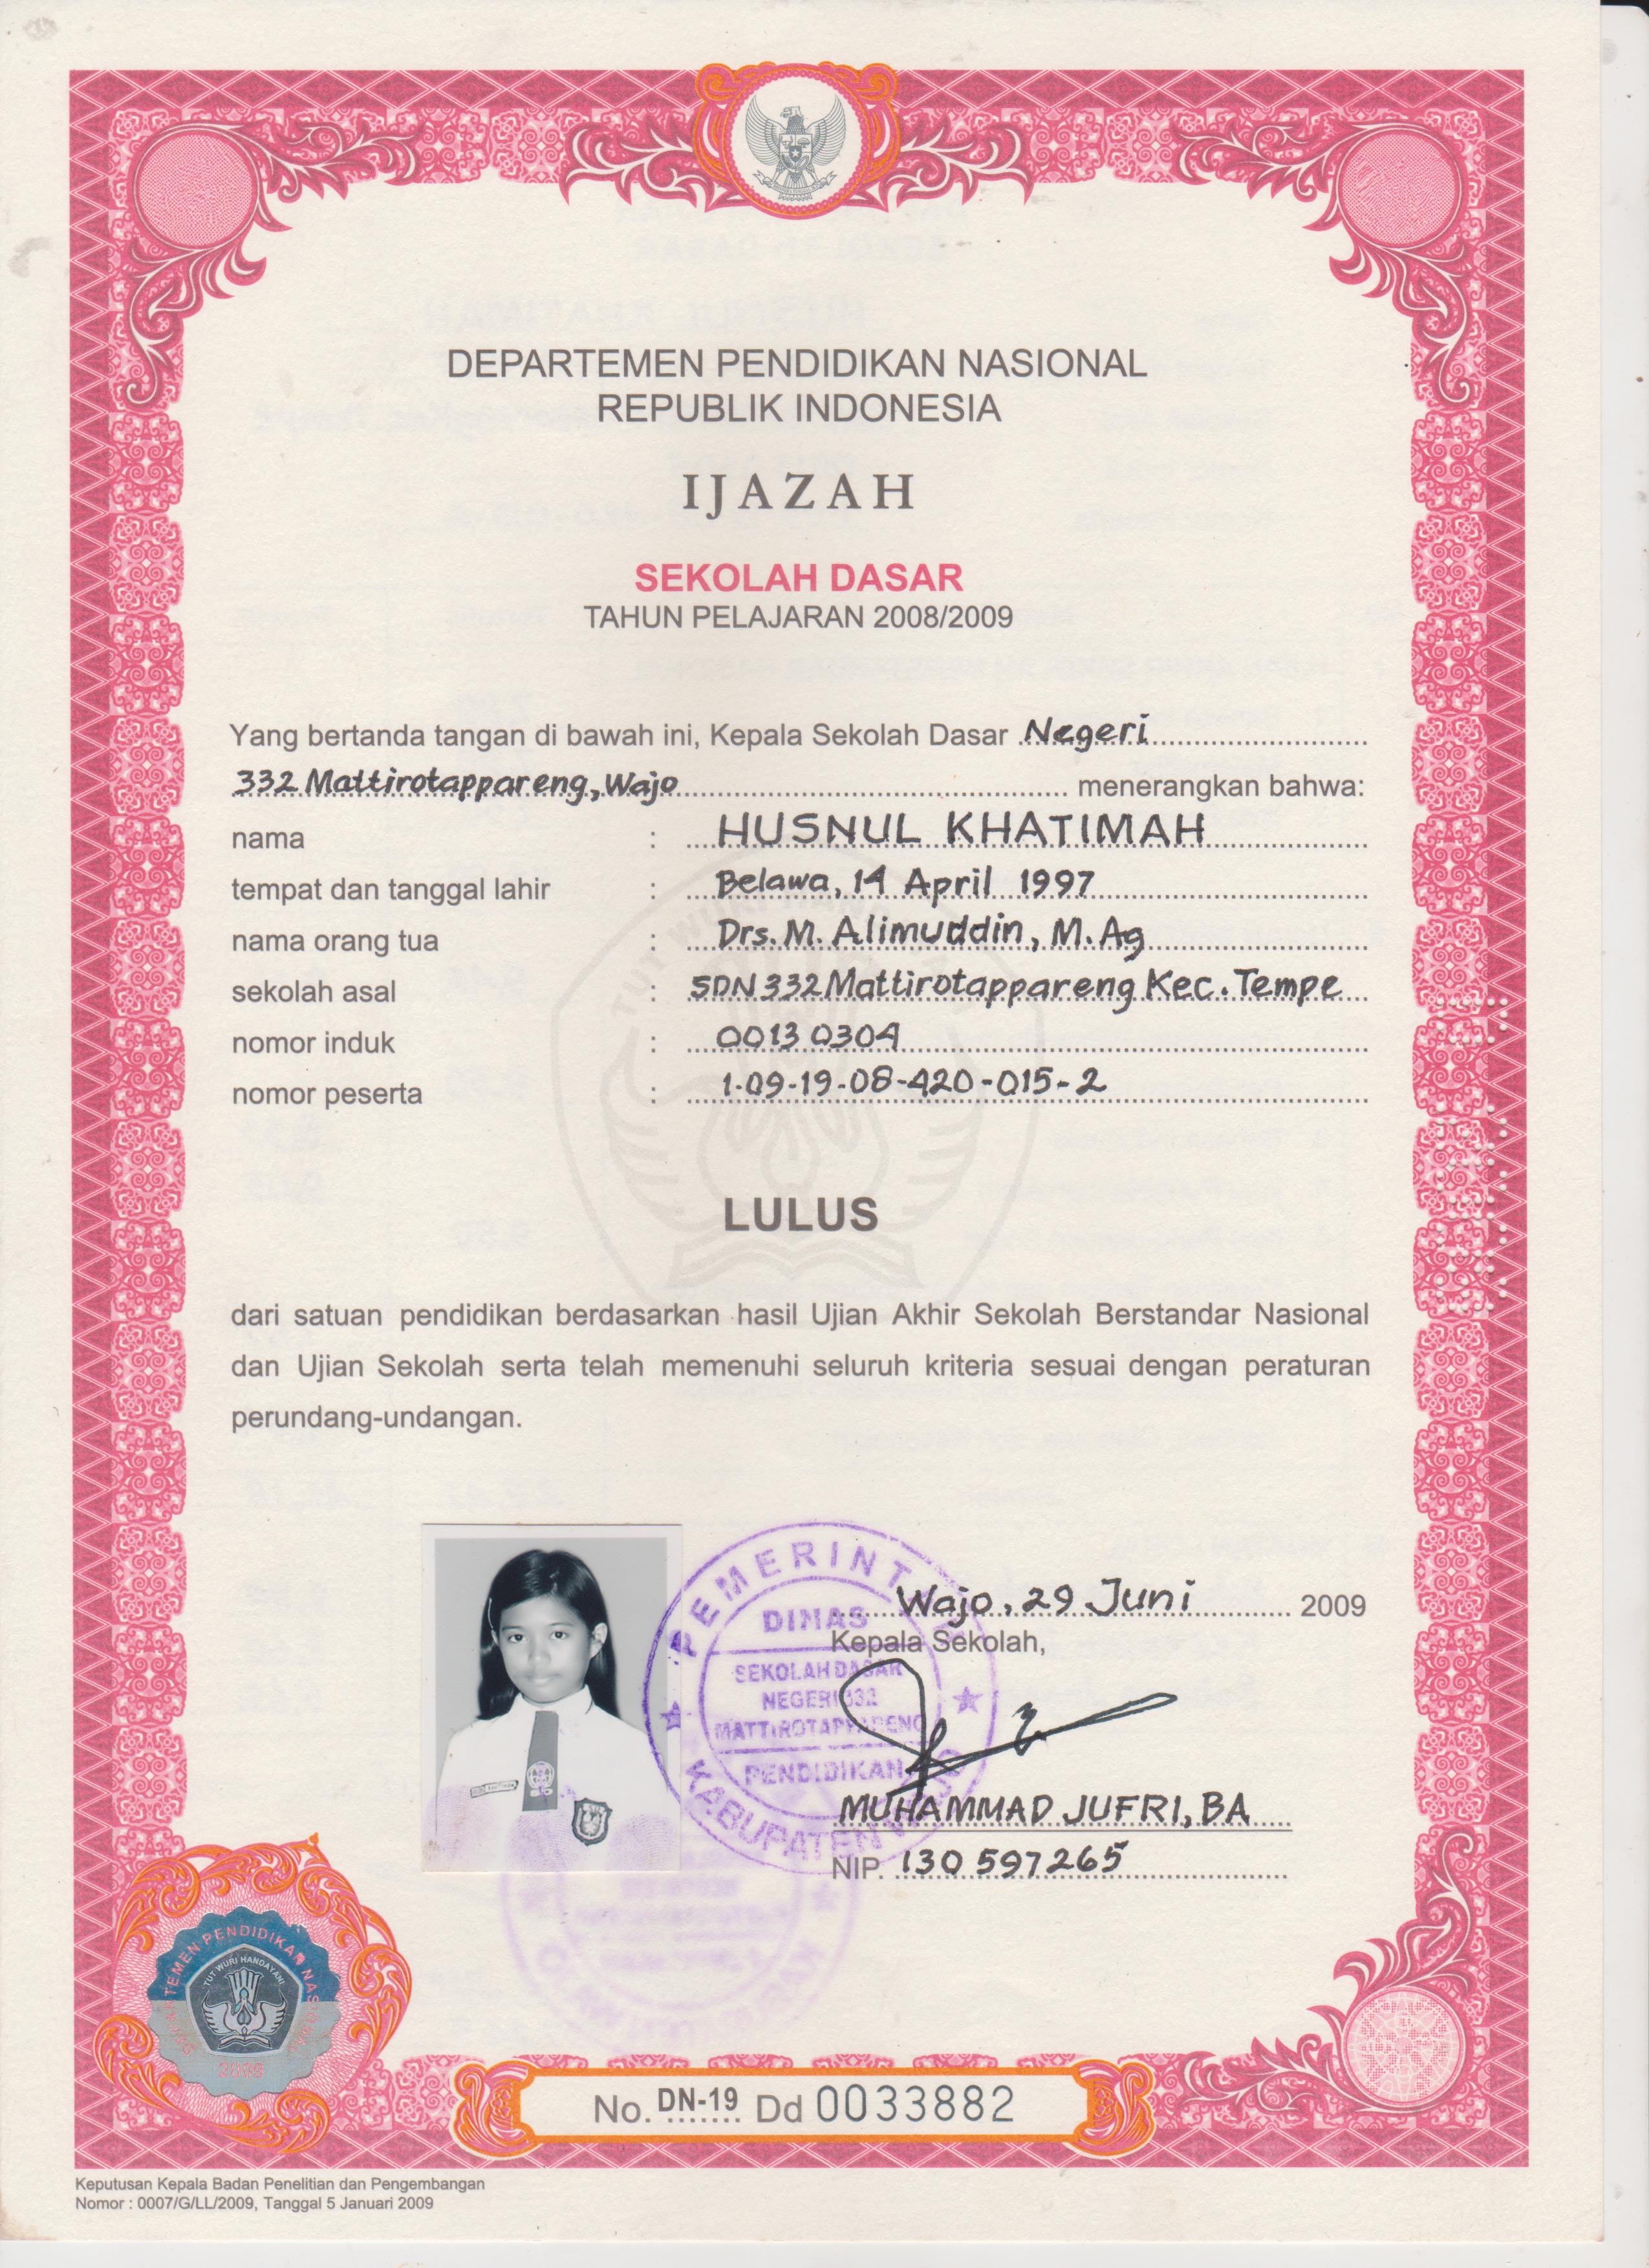 DEPARTEMEN PENDIDIKAN NASIONAL
REPUBLIK INDONESIA
IJAZAH
SEKOLAH DASAR
TAHUN PELAJARAN 2008/2009
Yang bertanda tangan di bawah ini, Kepala Sekolah Dasar Negeri
332 Mattirotappareng, Wajo menerangkan bahwa:
nama : HUSNUL KHATIMAH
tempat dan tanggal lahir : Belawa, 14 April 1997
nama orang tua : Drs. M. Alimuddin, M.Ag
sekolah asal : SDN 332 Mattirotappareng Kec. Tempe
nomor induk : 00130304
nomor peserta : 1-09-19-08-420-015-2
TUT WURI
LULUS
dari satuan pendidikan berdasarkan hasil Ujian Akhir Sekolah Berstandar Nasional
dan Ujian Sekolah serta telah memenuhi seluruh kriteria sesuai dengan peraturan
perundang-undangan.
Wajo, 29 Juni 2009
Kepala Sekolah,
DINAS
SEKOLAH DASAR
NEGERI 332
MATTIROTAPPARENG
PENDIDIKAN
KABUPATEN WAJO
MUHAMMAD JUFRI, BA
NIP. 130 597265
TEMEN PENDIDIKAN NASIONAL
TUT WURI HANDAYANI
2009
No. DN-19 Dd 0033882
Keputusan Kepala Badan Penelitian dan Pengembangan
Nomor : 0007/G/LL/2009, Tanggal 5 Januari 2009